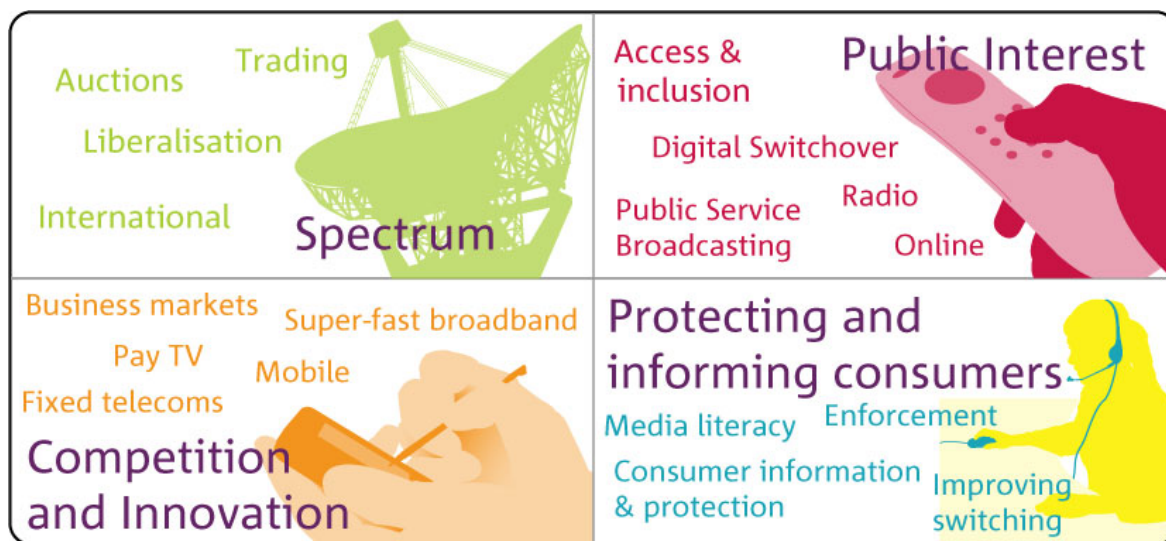 Auctions
Trading
Liberalisation
International
Spectrum
Access &
inclusion
Public Interest
Digital Switchover
Radio
Public Service
Broadcasting
Online
Business markets
Super-fast broadband
Pay TV
Mobile
Fixed telecoms
Competition
and Innovation
Protecting and
informing consumers
Media literacy
Enforcement
Consumer information
& protection
Improving
switching